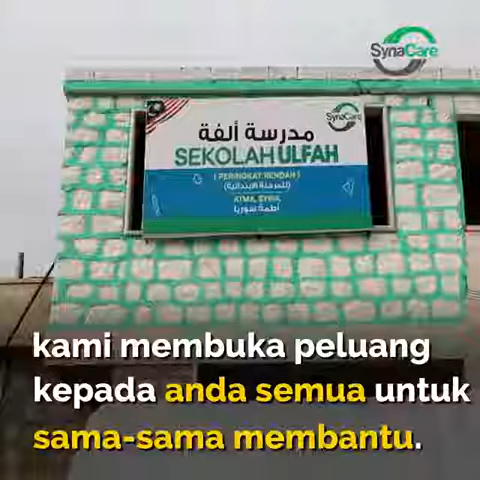 SynaCare
SynaCare
مدرسة ألفة
SEKOLAH ULFAH
( PERINGKAT RENDAH )
(للمرحلة الابتدائية)
ATMA, SYRIA
أطمة سوريا
kami membuka peluang
kepada anda semua untuk
sama-sama membantu.